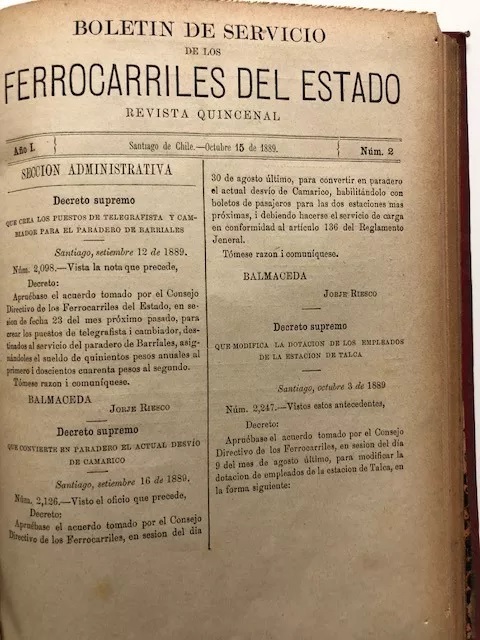 BOLETIN DE SERVICIO
DE LOS
FERROCARRILES DEL ESTADO
REVISTA QUINCENAL
Año I.
Santiago de Chile.—Octubre 15 de 1889.
Núm. 2
SECCION ADMINISTRATIVA
Decreto supremo
QUE CREA LOS PUESTOS DE TELEGRAFISTA Y CAM-
BIADOR PARA EL PARADERO DE BARRIALES
Santiago, setiembre 12 de 1889.
Núm. 2,098.—Vista la nota que precede,
Decreto:
Apruébase el acuerdo tomado por el Consejo
Directivo de los Ferrocarriles del Estado, en se-
sion de fecha 23 del mes próximo pasado, para
crear los puestos de telegrafista i cambiador, des-
tinados al servicio del paradero de Barriales, asig-
nándoles el sueldo de quinientos pesos anuales al
primero i doscientos cuarenta pesos al segundo.
Tómese razon i comuníquese.
BALMACEDA
JORJE RIESCO
Decreto supremo
QUE CONVIERTE EN PARADERO EL ACTUAL DESVÍO
DE CAMARICO
Santiago, setiembre 16 de 1889.
Núm. 2,126.—Visto el oficio que precede,
Decreto:
Apruébase el acuerdo tomado por el Consejo
Directivo de los Ferrocarriles, en sesion del día
30 de agosto último, para convertir en paradero
el actual desvío de Camarico, habilitándolo con
boletos de pasajeros para las dos estaciones mas
próximas, i debiendo hacerse el servicio de carga
en conformidad al artículo 136 del Reglamento
Jeneral.
Tómese razon i comuníquese.
BALMACEDA
JORJE RIESCO
Decreto supremo
QUE MODIFICA LA DOTACION DE LOS EMPLEADOS
DE LA ESTACION DE TALCA
Santiago, octubre 3 de 1889
Núm. 2,247.—Vistos estos antecedentes,
Decreto:
Apruébase el acuerdo tomado por el Consejo
Directivo de los Ferrocarriles, en sesion del día
9 del mes de agosto último, para modificar la
dotacion de empleados de la estacion de Talca, en
la forma siguiente: